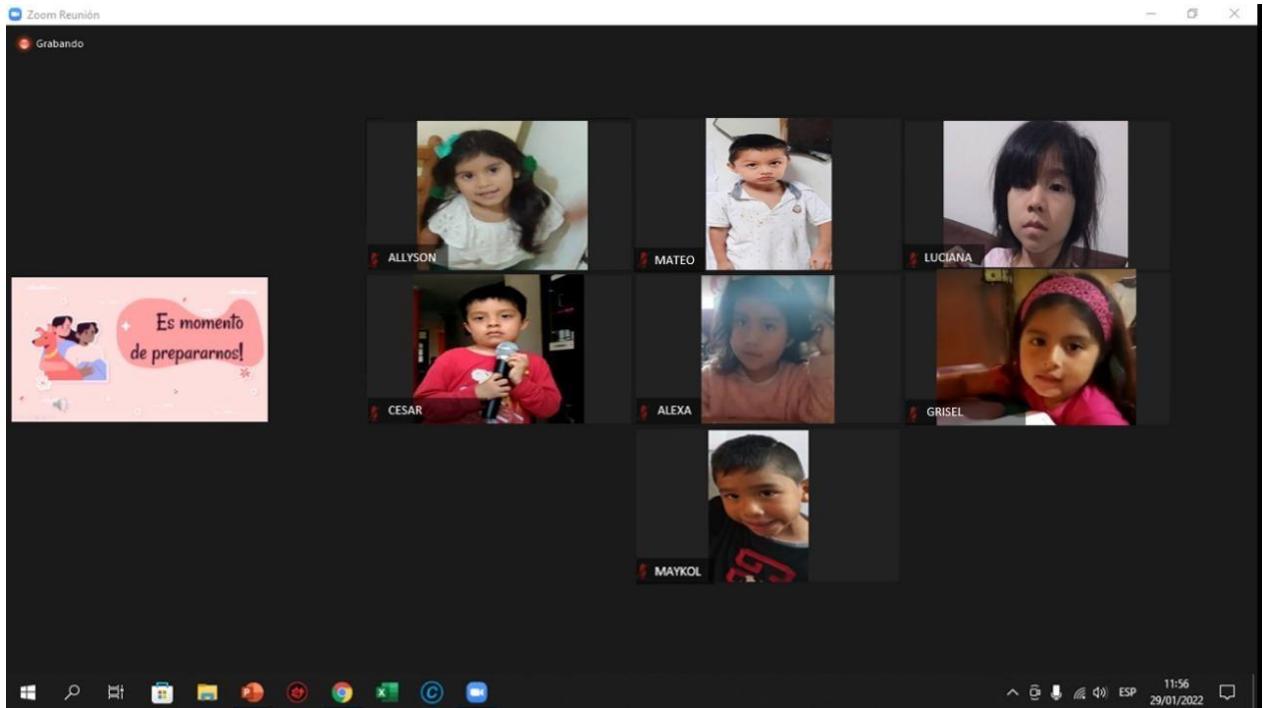 Zoom Reunión
Grabando
ALLYSON
MATEO
LUCIANA
Es momento
de prepararnos!
CESAR
ALEXA
GRISEL
MAYKOL
ESP
11:56
29/01/2022